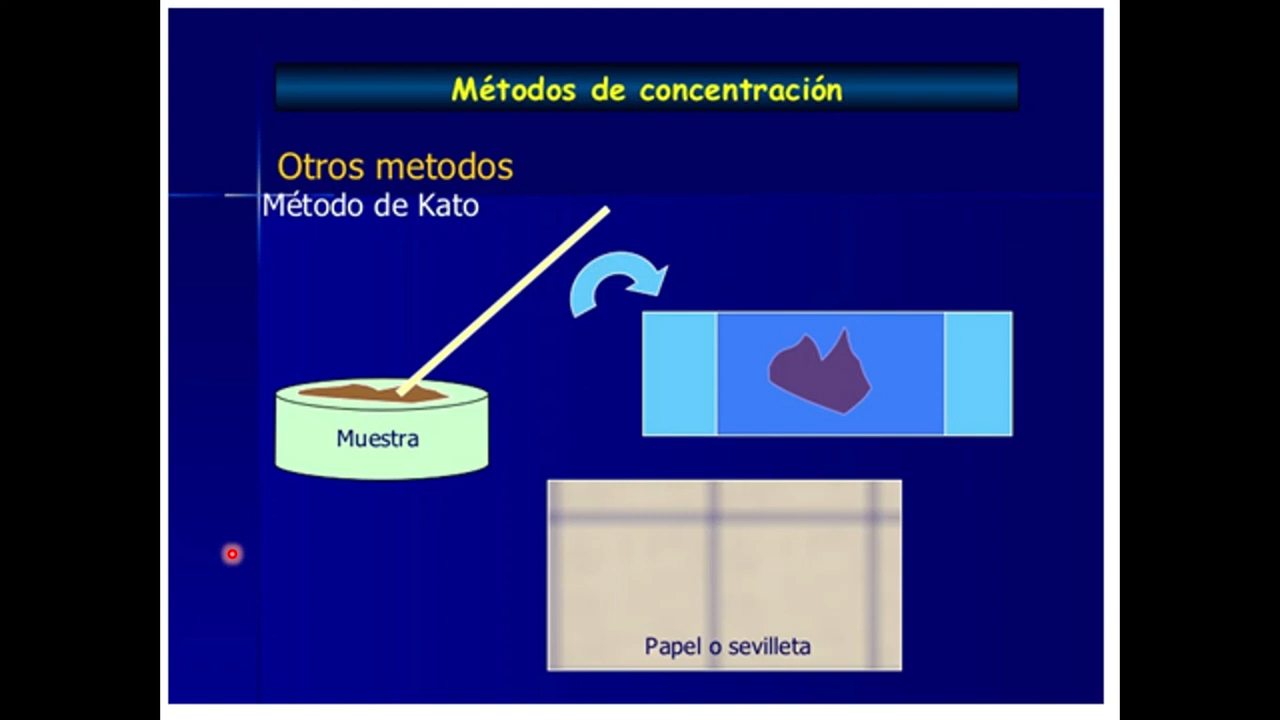 Métodos de concentración
Otros metodos
Método de Kato
Muestra
Papel o sevilleta